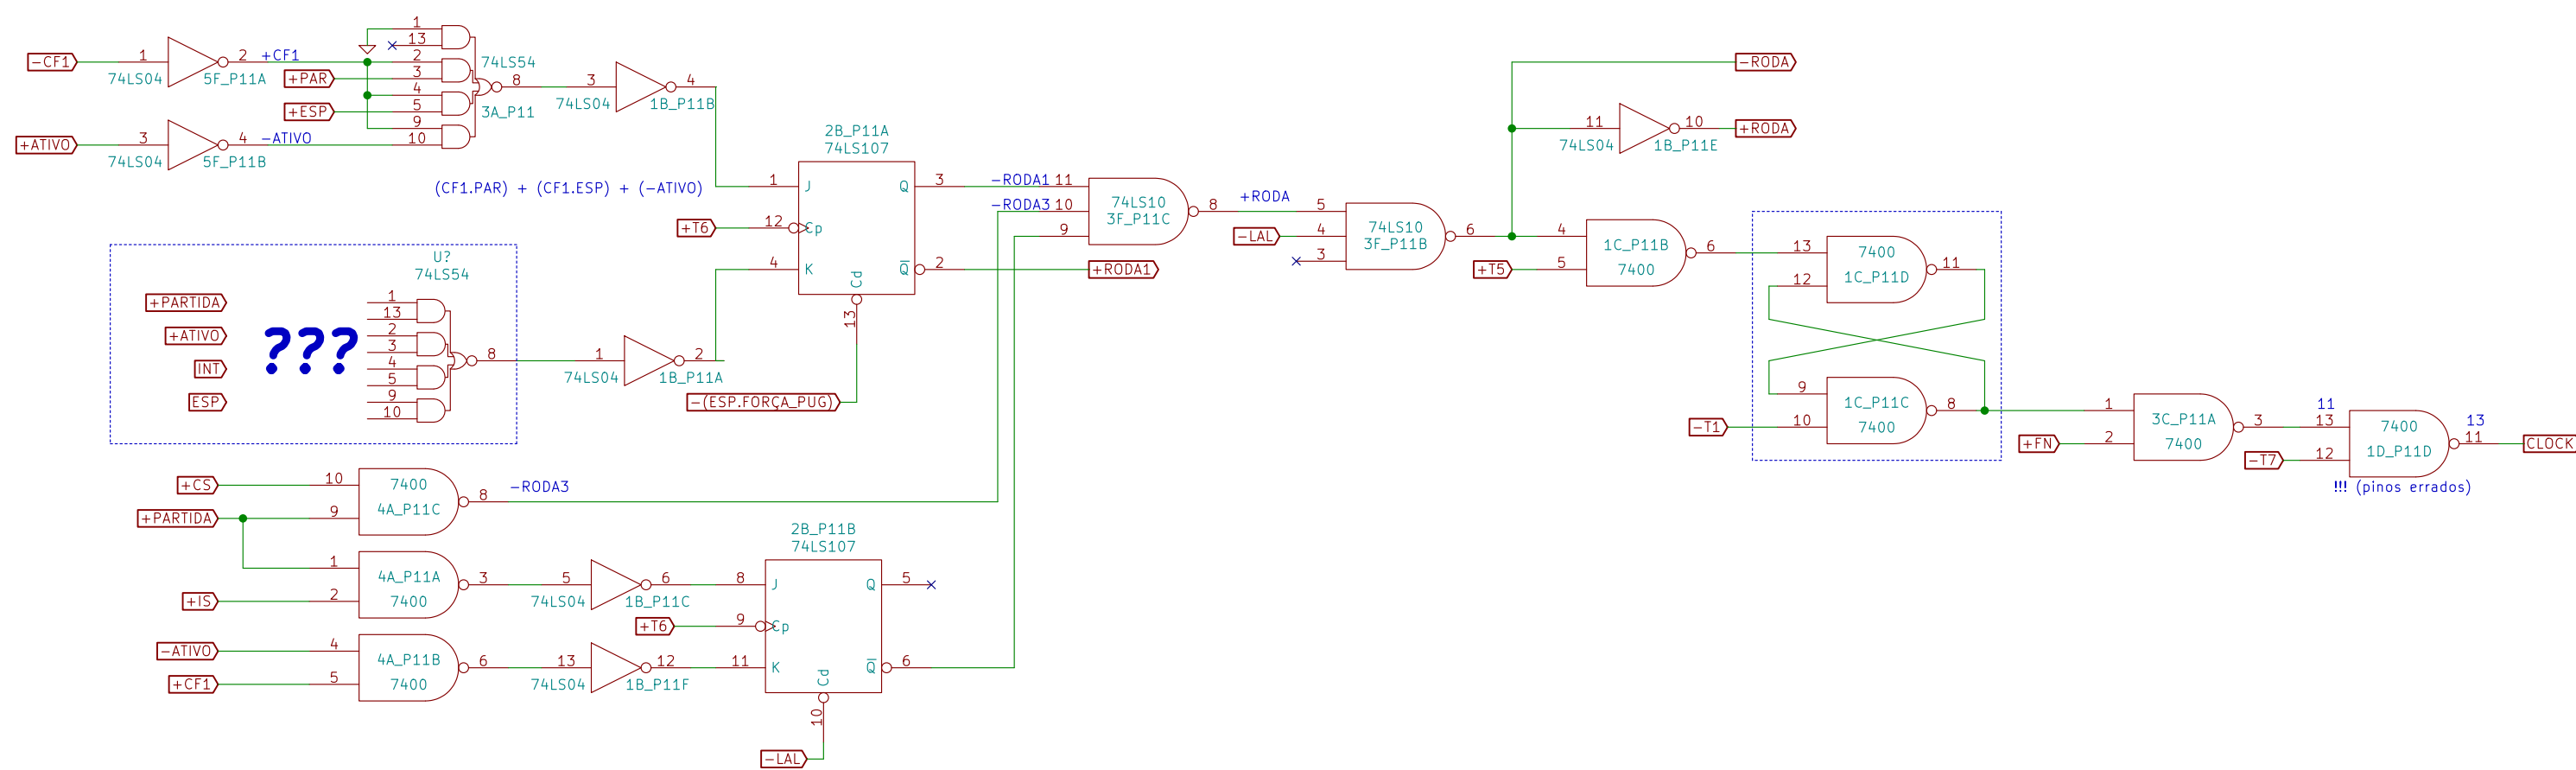 -CF1
1
74LS04
2
5F_P11A
+CF1
+ATIVO
3
74LS04
4
5F_P11B
-ATIVO
+PAR
+ESP
1
13
2
3
4
5
9
10
74LS54
8
3A_P11
3
74LS04
4
1B_P11B
(CF1.PAR) + (CF1.ESP) + (-ATIVO)
2B_P11A
74LS107
1
J
Q
3
+T6
12
Cp
4
K
Q
2
Cd
13
+RODA1
-(ESP.FORÇA_PUG)
U?
74LS54
+PARTIDA
+ATIVO
INT
ESP
???
1
13
2
3
4
5
9
10
8
1
74LS04
2
1B_P11A
-RODA1
11
-RODA3
10
9
74LS10
3F_P11C
8
+RODA
5
-LAL
4
3
74LS10
3F_P11B
6
-RODA
11
74LS04
10
1B_P11E
+RODA
4
+T5
5
1C_P11B
7400
6
13
12
7400
1C_P11D
11
9
10
-T1
1C_P11C
7400
8
1
+FN
2
3C_P11A
7400
3
11
13
-T7
12
7400
1D_P11D
13
11
CLOCK
!!! (pinos errados)
+CS
10
+PARTIDA
9
7400
4A_P11C
8
-RODA3
1
+IS
2
4A_P11A
7400
3
5
74LS04
6
1B_P11C
-ATIVO
4
+CF1
5
4A_P11B
7400
6
13
74LS04
12
1B_P11F
2B_P11B
74LS107
8
J
Q
5
+T6
9
Cp
11
K
Q
6
Cd
10
-LAL